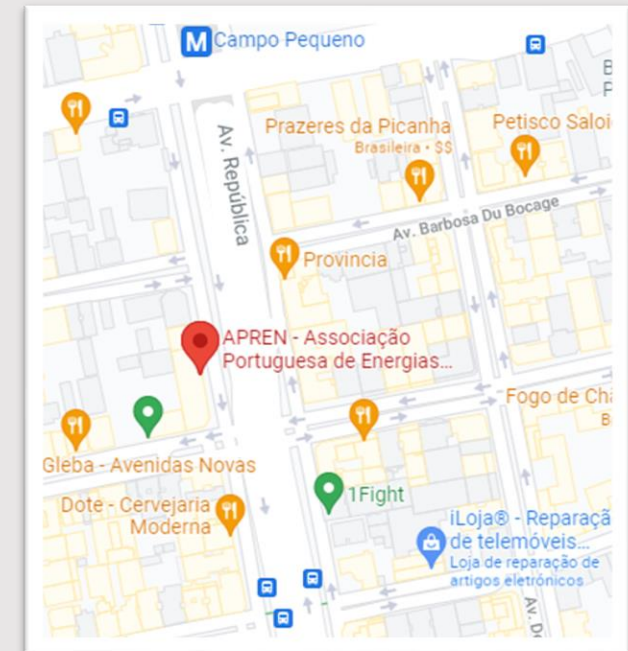 M
Campo Pequeno
Av. República
Prazeres da Picanha
Brasileira • $$
Petisco Saloi
Av. Barbosa Du Bocage
Provincia
APREN - Associação
Portuguesa de Energias...
Fogo de Chã
Gleba - Avenidas Novas
1Fight
Dote - Cervejaria
Moderna
iLoja® - Reparaçã
de telemóveis...
Loja de reparação de
artigos eletrónicos